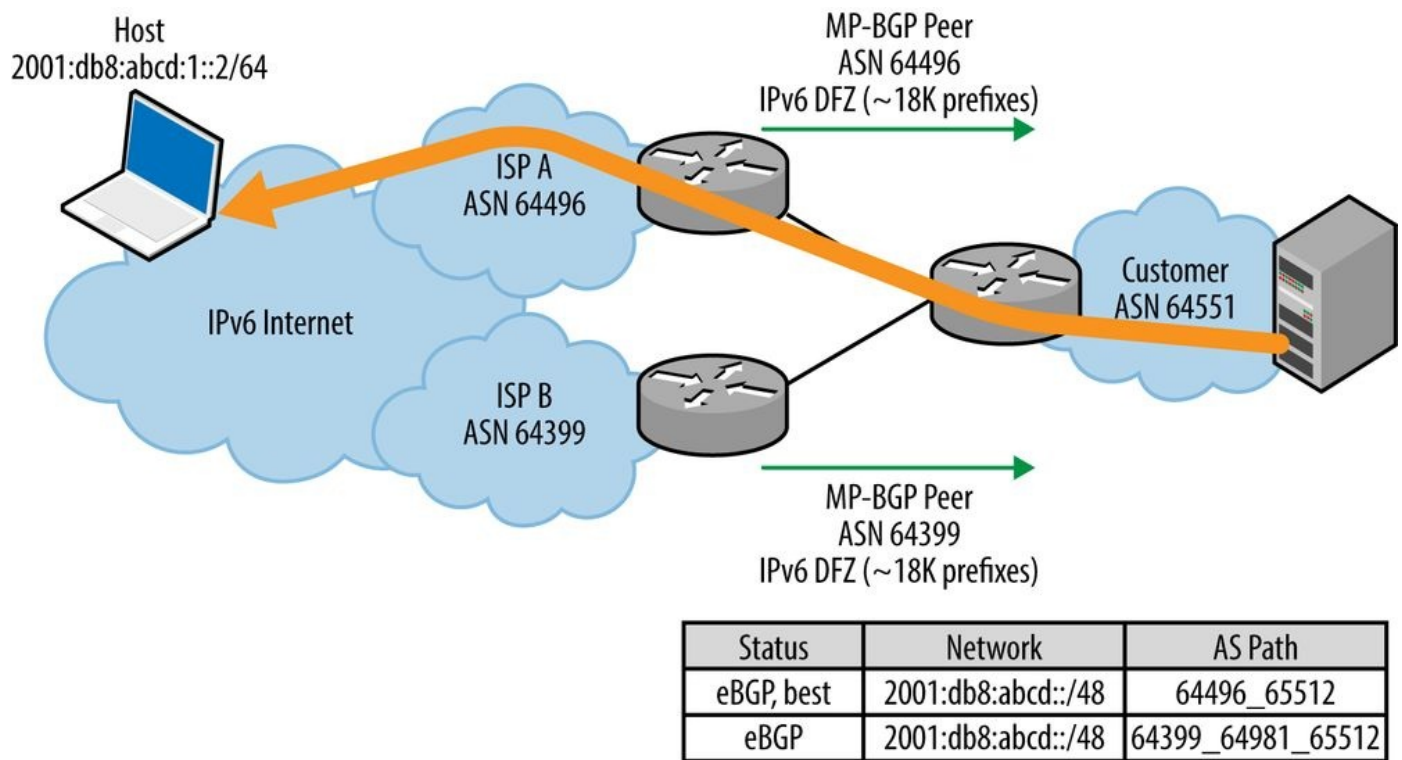 Host
2001:db8:abcd:1::2/64
MP-BGP Peer
ASN 64496
IPv6 DFZ (~18K prefixes)
ISP A
ASN 64496
Customer
ASN 64551
IPv6 Internet
ISP B
ASN 64399
MP-BGP Peer
ASN 64399
IPv6 DFZ (~18K prefixes)
Status Network AS Path
eBGP, best 2001:db8:abcd::/48 64496_65512
eBGP 2001:db8:abcd::/48 64399_64981_65512